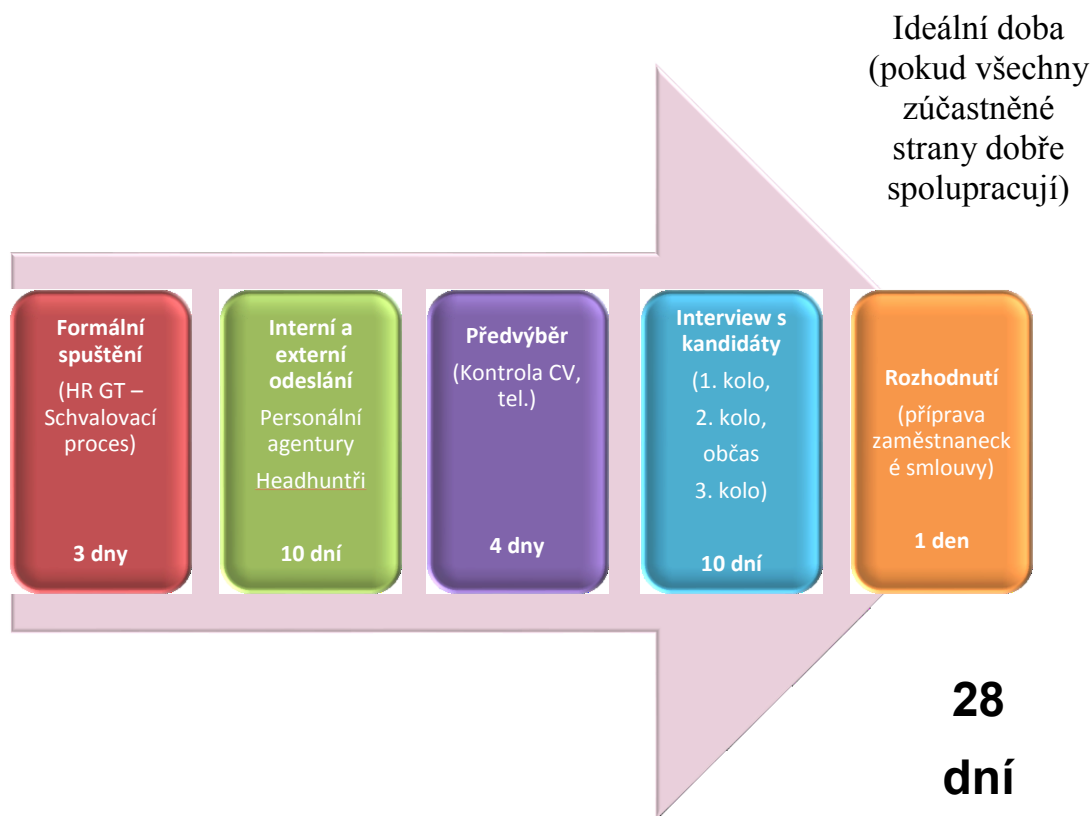 Ideální doba
(pokud všechny
zúčastněné
strany dobře
spolupracují)
Formální
spuštění
(HR GT –
Schvalovací
proces)
3 dny
Interní a
externí
odeslání
Personální
agentury
Headhuntři
10 dní
Předvýběr
(Kontrola CV,
tel.)
4 dny
Interview s
kandidáty
(1. kolo,
2. kolo,
občas
3. kolo)
10 dní
Rozhodnutí
(příprava
zaměstnaneck
é smlouvy)
1 den
28
dní